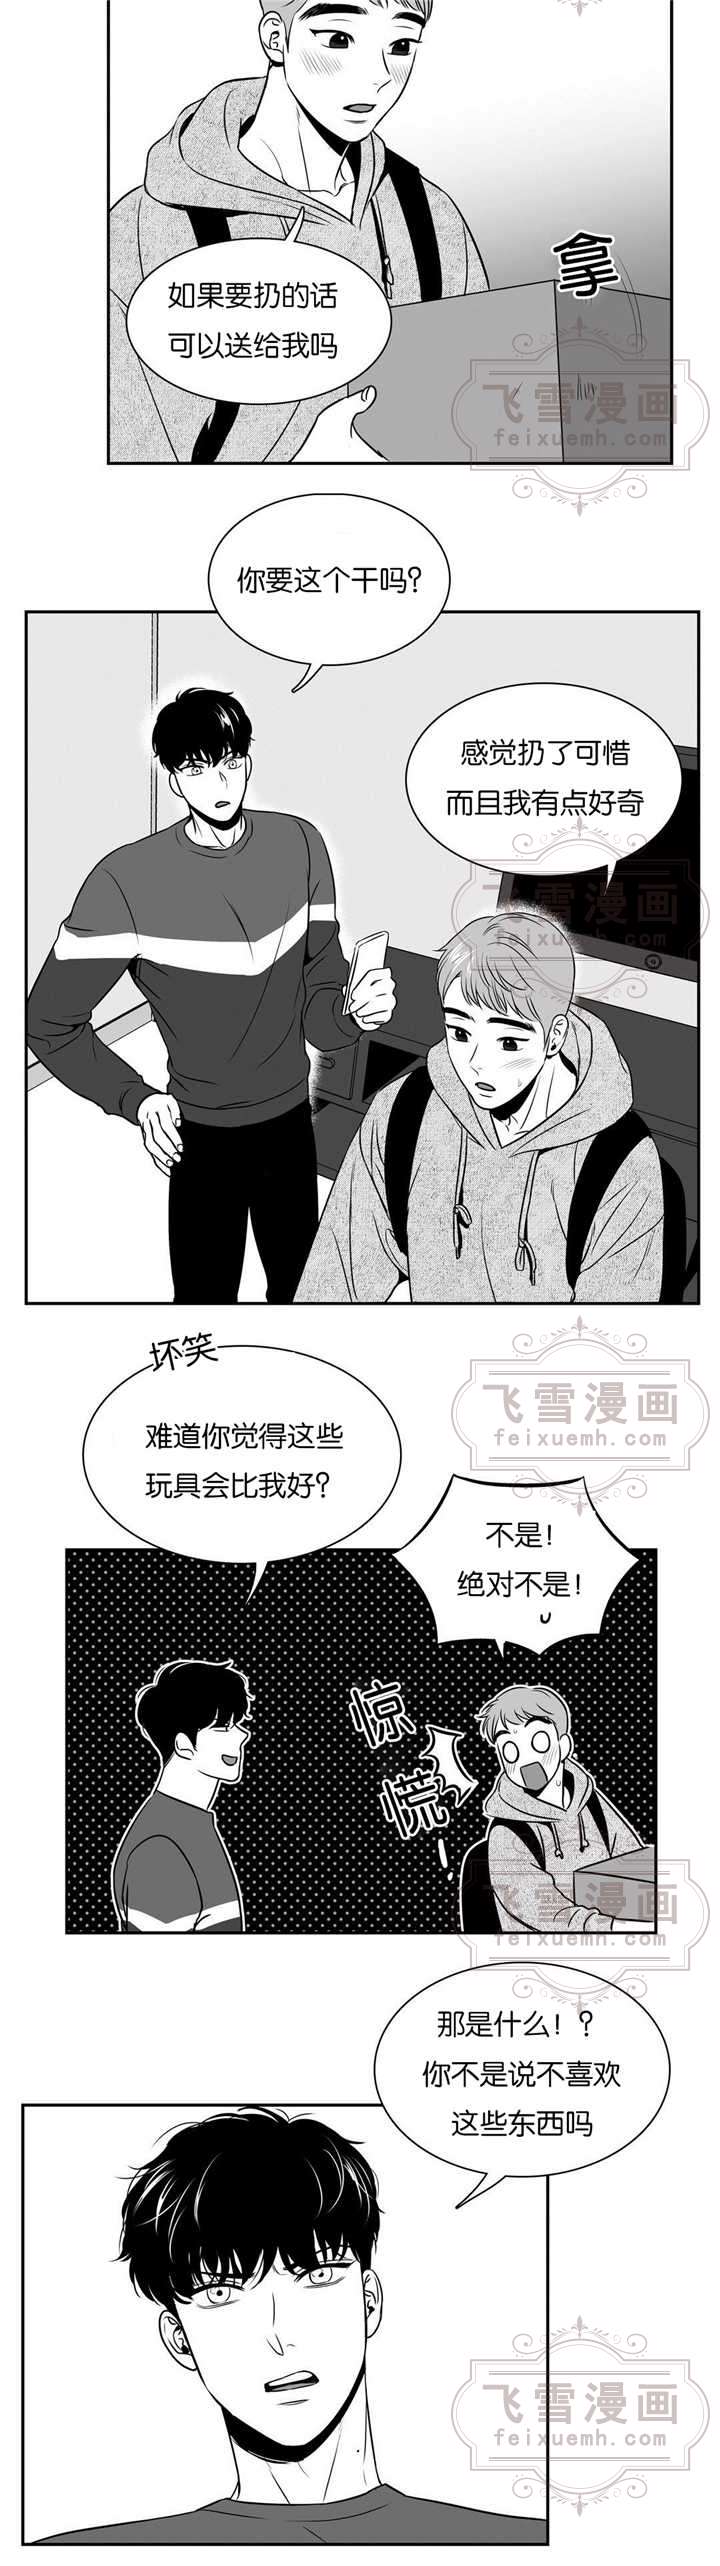 拿
如果要扔的话
可以送给我吗
飞雪漫画
feixuemh.com
你要这个干吗?
感觉扔了可惜
而且我有点好奇
飞雪漫画
feixuemh.com
坏笑
飞雪漫画
feixuemh.com
难道你觉得这些
玩具会比我好?
不是!
绝对不是!
惊
慌
飞雪漫画
feixuemh.com
那是什么!?
你不是说不喜欢
这些东西吗
飞雪漫画
feixuemh.com